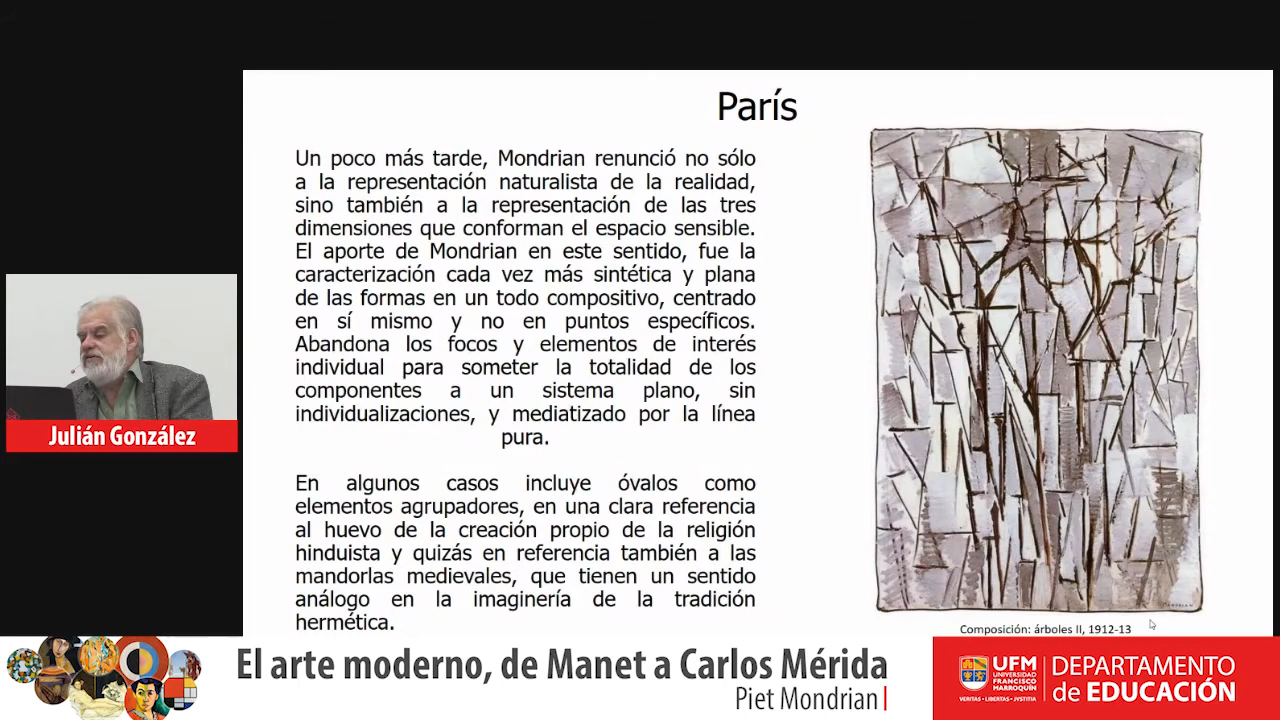 París
Un poco más tarde, Mondrian renunció no sólo
a la representación naturalista de la realidad,
sino también a la representación de las tres
dimensiones que conforman el espacio sensible.
El aporte de Mondrian en este sentido, fue la
caracterización cada vez más sintética y plana
de las formas en un todo compositivo, centrado
en sí mismo y no en puntos específicos.
Abandona los focos y elementos de interés
individual para someter la totalidad de los
componentes a un sistema plano, sin
individualizaciones, y mediatizado por la línea
pura.
En algunos casos incluye óvalos como
elementos agrupadores, en una clara referencia
al huevo de la creación propio de la religión
hinduista y quizás en referencia también a las
mandorlas medievales, que tienen un sentido
análogo en la imaginería de la tradición
hermética.
MONDRIAN
Composición: árboles II, 1912-13
Julián González
El arte moderno, de Manet a Carlos Mérida
Piet Mondrian
UFM
UNIVERSIDAD
FRANCISCO
MARROQUÍN
VERITAS • LIBERTAS • JVSTITIA
DEPARTAMENTO
de EDUCACIÓN